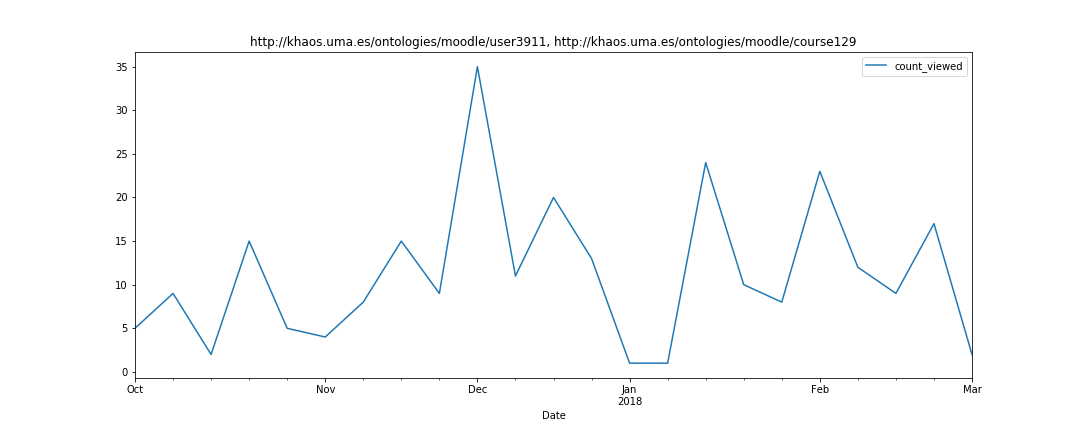 http://khaos.uma.es/ontologies/moodle/user3911, http://khaos.uma.es/ontologies/moodle/course129
count_viewed
35
30
25
20
15
10
5
0
Oct Nov Dec Jan Feb Mar
2018
Date